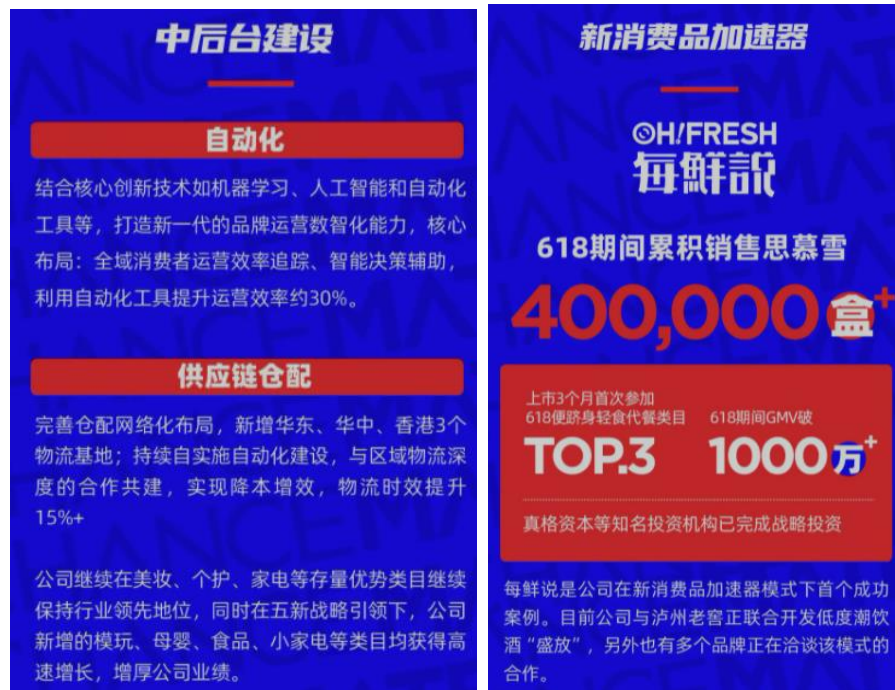 中后台建设
自动化
结合核心创新技术如机器学习、人工智能和自动化
工具等，打造新一代的品牌运营数智化能力，核心
布局：全域消费者运营效率追踪、智能决策辅助，
利用自动化工具提升运营效率约30%。
供应链仓配
完善仓配网络化布局，新增华东、华中、香港3个
物流基地；持续自实施自动化建设，与区域物流深
度的合作共建，实现降本增效，物流时效提升
15%+
公司继续在美妆、个护、家电等存量优势类目继续
保持行业领先地位，同时在五新战略引领下，公司
新增的模玩、母婴、食品、小家电等类目均获得高
速增长，增厚公司业绩。
新消费品加速器
OH!FRESH
每鲜說
618期间累积销售思慕雪
400,000盒+
上市3个月首次参加
618便跻身轻食代餐类目
TOP.3
618期间GMV破
1000万+
真格资本等知名投资机构已完成战略投资
每鲜说是公司在新消费品加速器模式下首个成功
案例。目前公司与泸州老窖正联合开发低度潮饮
酒“盛放”，另外也有多个品牌正在洽谈该模式的
合作。